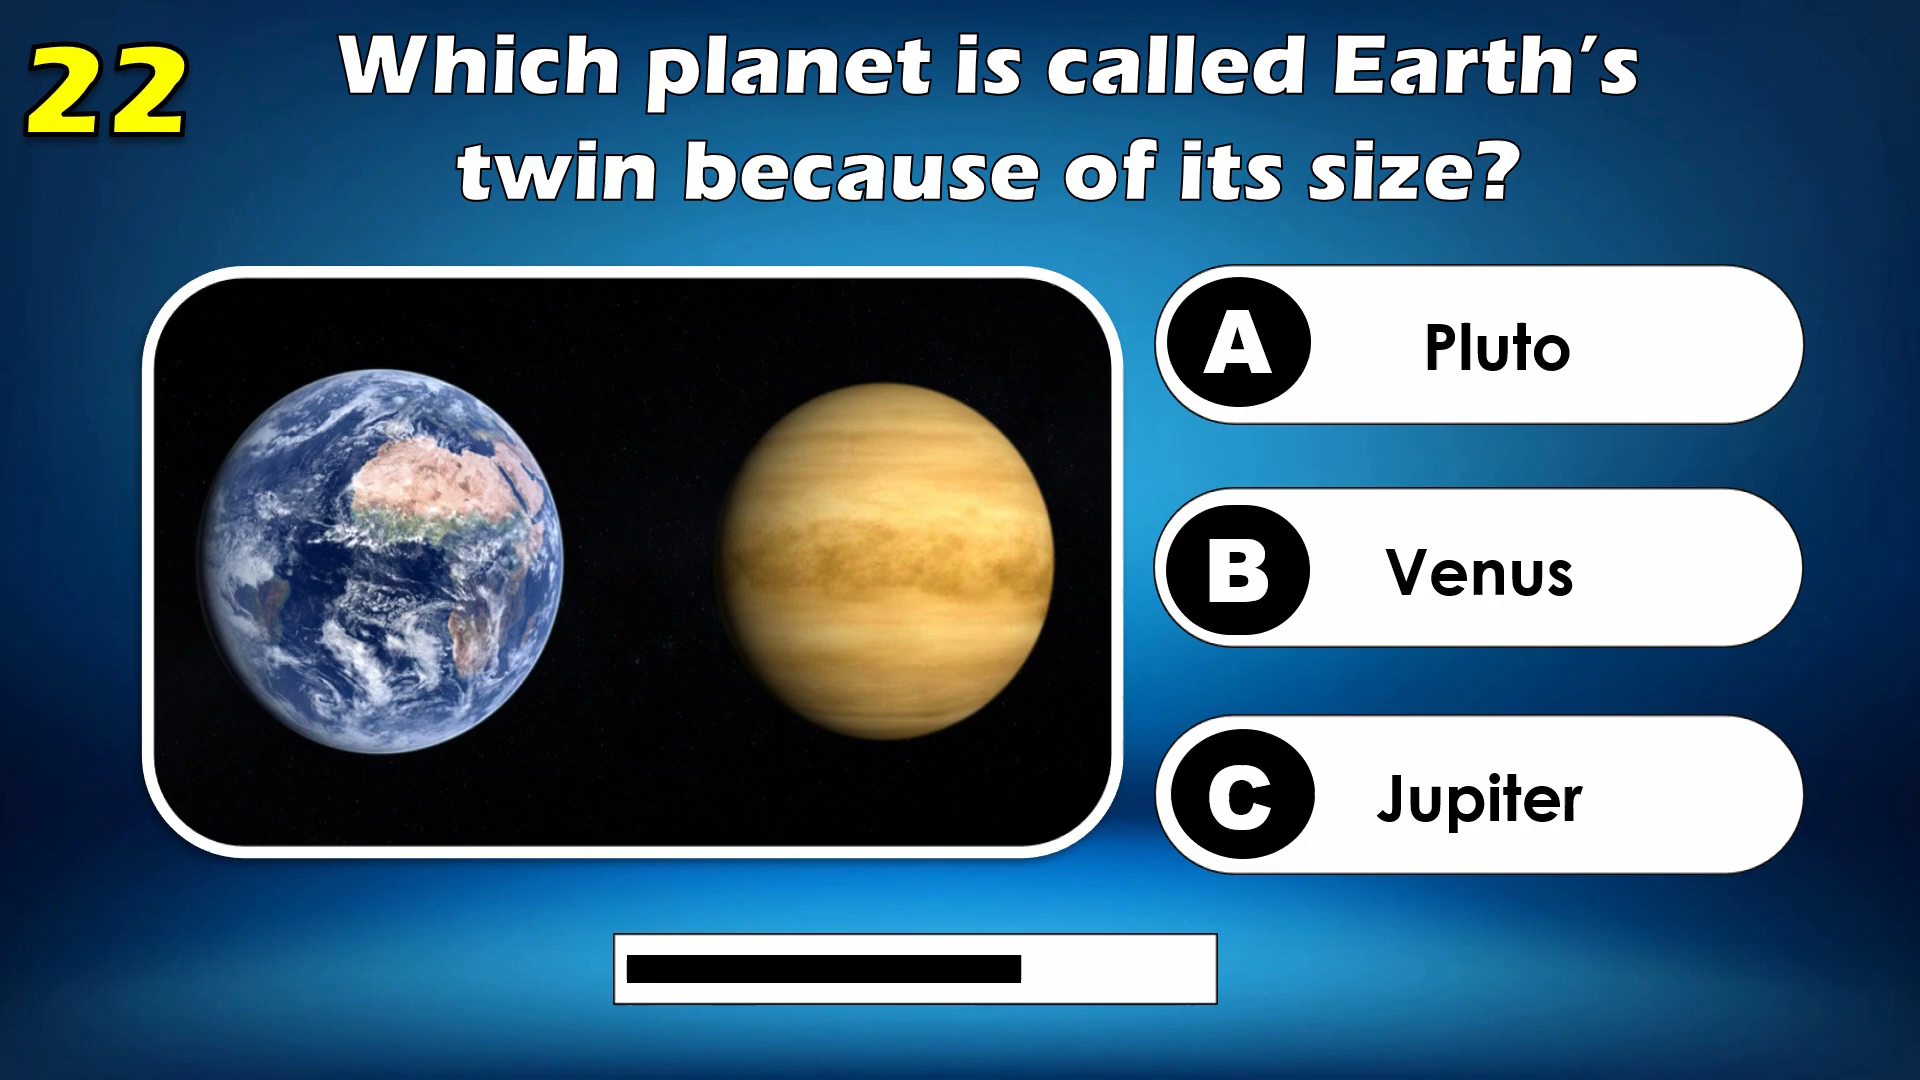 22
Which planet is called Earth's
twin because of its size?
A Pluto
B Venus
C Jupiter